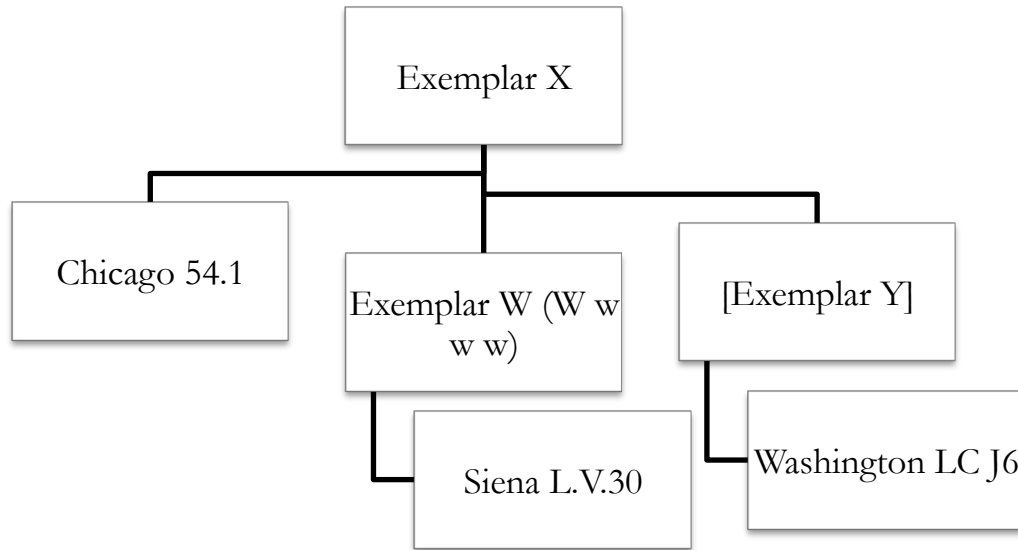 Exemplar X
Chicago 54.1
Exemplar W (W w
w w)
[Exemplar Y]
Siena L.V.30
Washington LC J6